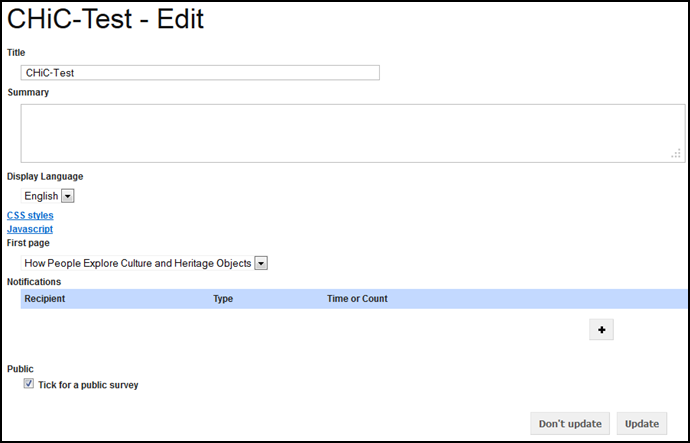 CHiC-Test - Edit
Title
CHiC-Test
Summary
Display Language
English
CSS styles
Javascript
First page
How People Explore Culture and Heritage Objects
Notifications
Recipient Type Time or Count
+
Public
Tick for a public survey
Don't update Update